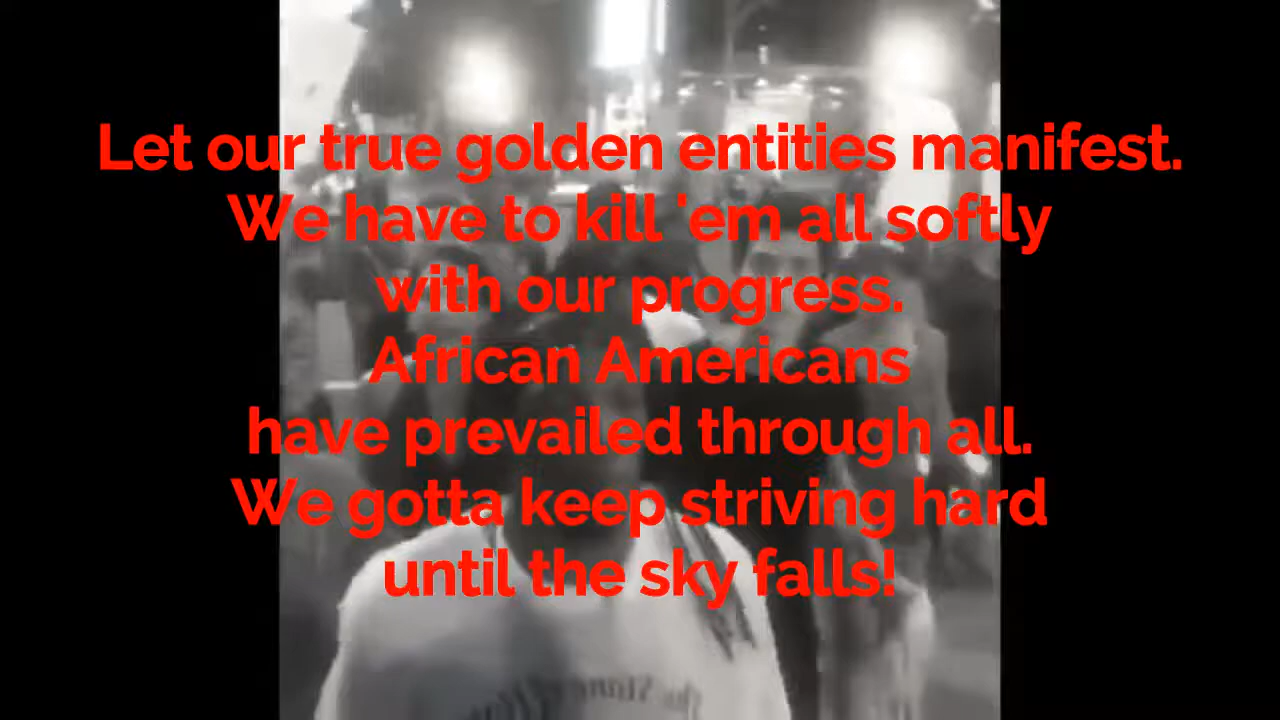 Let our true golden entities manifest.
We have to kill 'em all softly
with our progress.
African Americans
have prevailed through all.
We gotta keep striving hard
until the sky falls!